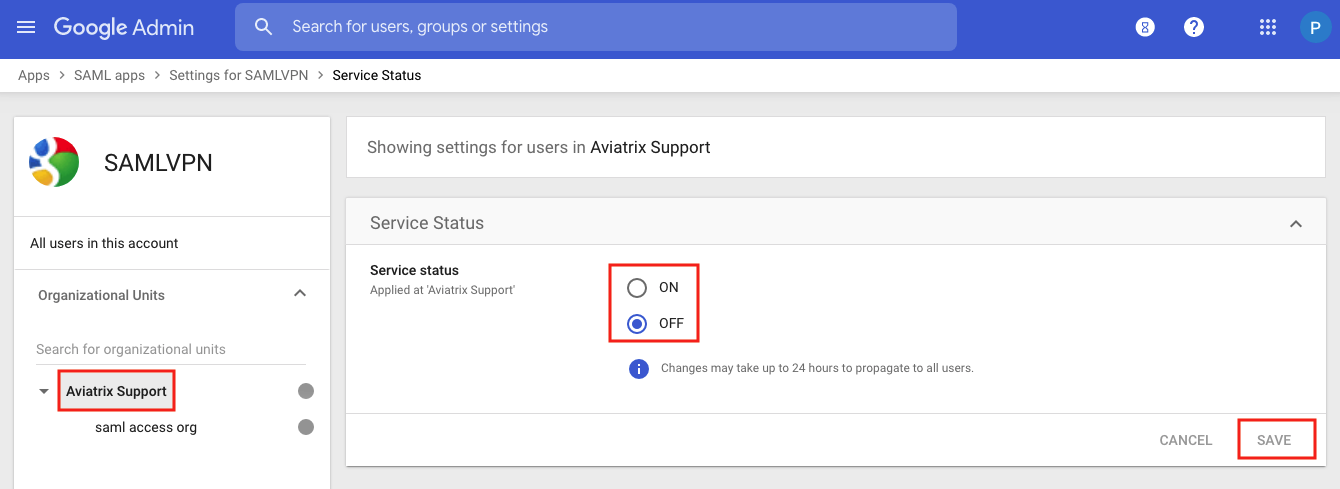 Google Admin
Search for users, groups or settings
P
Apps > SAML apps > Settings for SAMLVPN > Service Status
SAMLVPN
All users in this account
Organizational Units
Search for organizational units
Aviatrix Support
saml access org
Showing settings for users in Aviatrix Support
Service Status
Service status
Applied at 'Aviatrix Support'
ON
OFF
Changes may take up to 24 hours to propagate to all users.
CANCEL SAVE